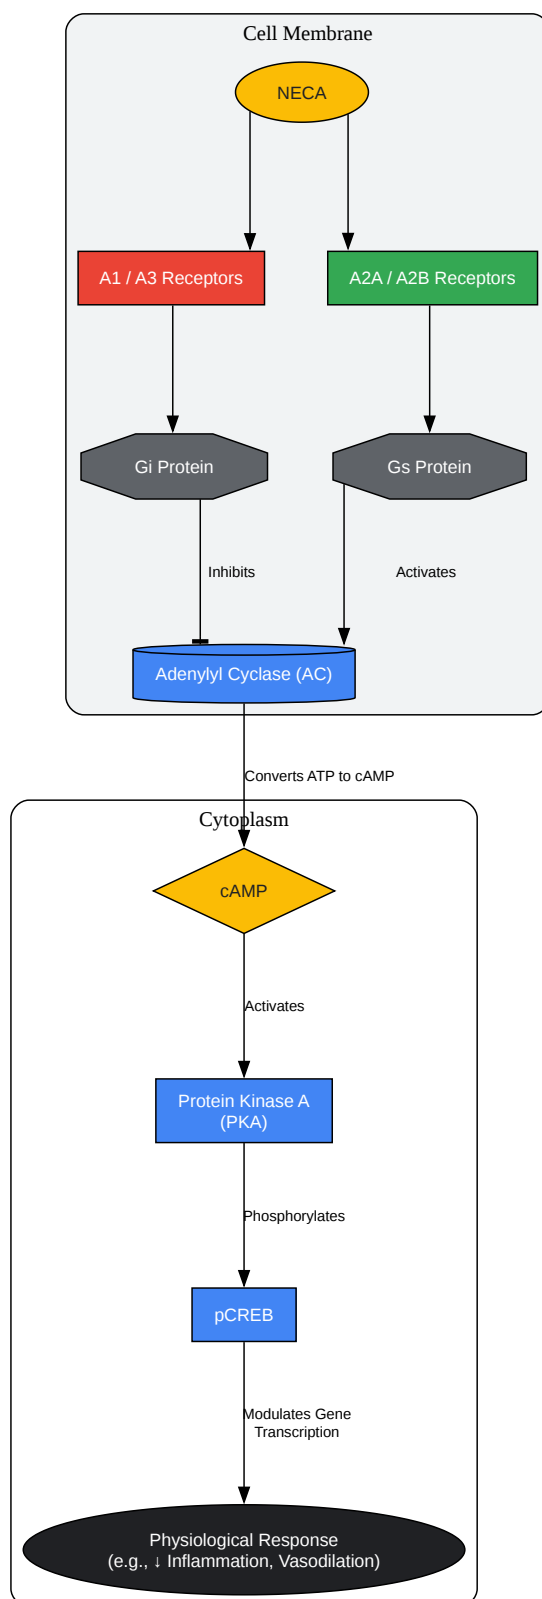 Cell Membrane
NECA
A1 / A3 Receptors
A2A / A2B Receptors
Gi Protein
Gs Protein
Inhibits
Activates
Adenylyl Cyclase (AC)
Converts ATP to cAMP
Cytoplasm
cAMP
Activates
Protein Kinase A
(PKA)
Phosphorylates
pCREB
Modulates Gene
Transcription
Physiological Response
(e.g., ↓ Inflammation, Vasodilation)